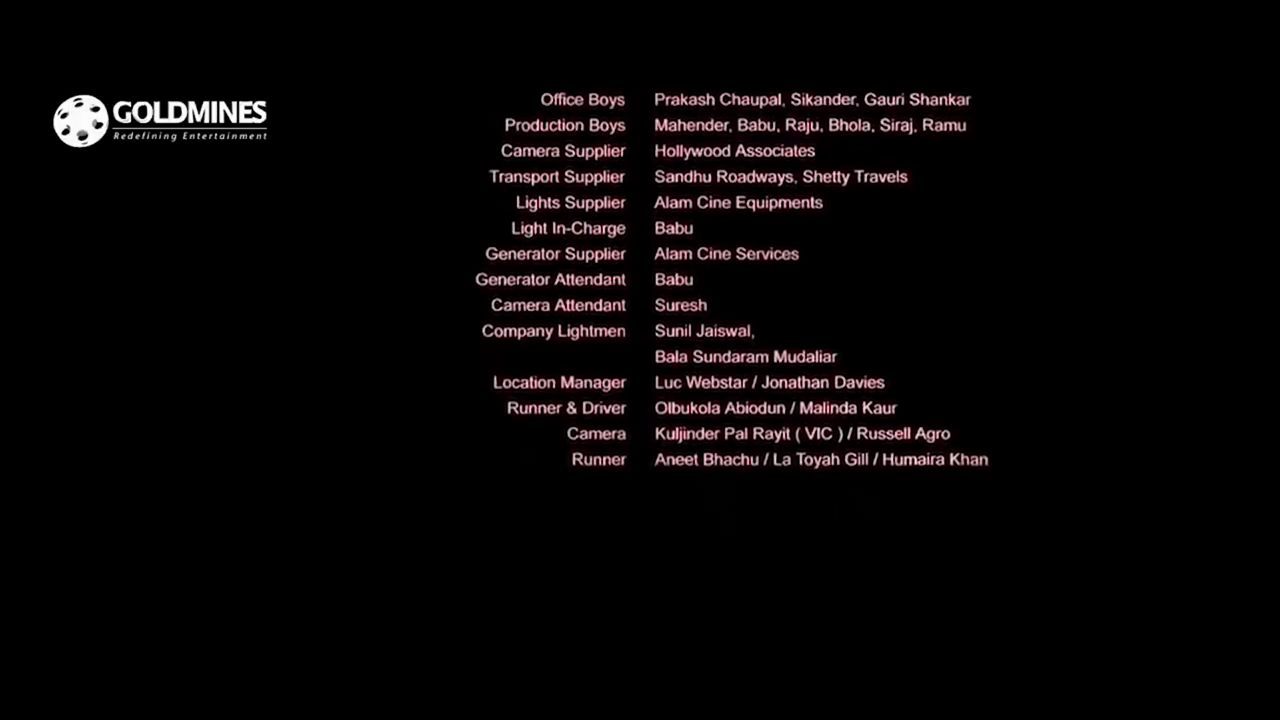 GOLDMINES
Redefining Entertainment
Office Boys Prakash Chaupal, Sikander, Gauri Shankar
Production Boys Mahender, Babu, Raju, Bhola, Siraj, Ramu
Camera Supplier Hollywood Associates
Transport Supplier Sandhu Roadways, Shetty Travels
Lights Supplier Alam Cine Equipments
Light In-Charge Babu
Generator Supplier Alam Cine Services
Generator Attendant Babu
Camera Attendant Suresh
Company Lightmen Sunil Jaiswal,
Bala Sundaram Mudaliar
Location Manager Luc Webstar / Jonathan Davies
Runner & Driver Olbukola Abiodun / Malinda Kaur
Camera Kuljinder Pal Rayit ( VIC ) / Russell Agro
Runner Aneet Bhachu / La Toyah Gill / Humaira Khan